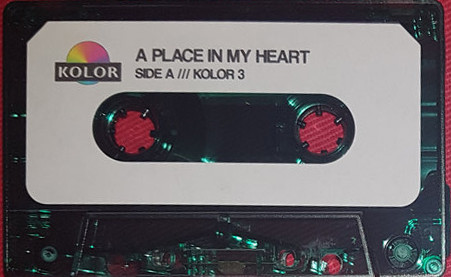 A PLACE IN MY HEART
KOLOR
SIDE A /// KOLOR 3